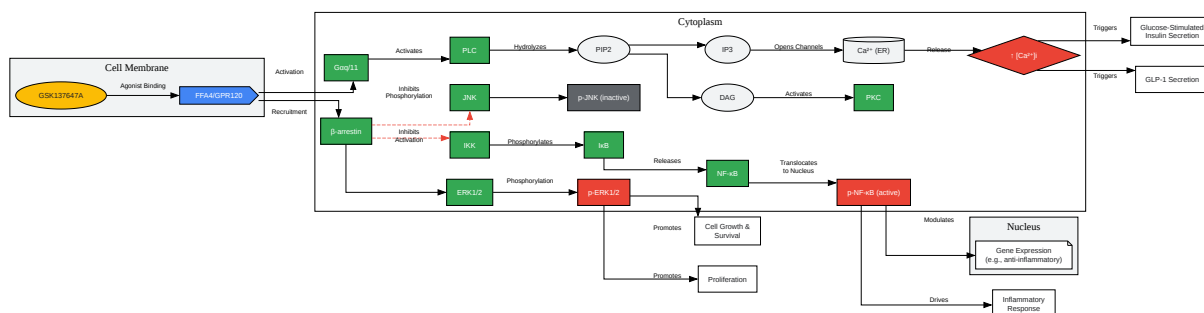 Cytoplasm
Cell Membrane
GSK137647A
Agonist Binding
FFA4/GPR120
Activation
Recruitment
Gαq/11
Activates
PLC
Hydrolyzes
PIP2
IP3
Opens Channels
Ca²⁺ (ER)
Release
↑ [Ca²⁺]i
Triggers
Glucose-Stimulated
Insulin Secretion
Triggers
GLP-1 Secretion
Inhibits
Phosphorylation
JNK
p-JNK (inactive)
DAG
Activates
PKC
β-arrestin
Inhibits
Activation
IKK
Phosphorylates
IκB
Releases
NF-κB
Translocates
to Nucleus
p-NF-κB (active)
ERK1/2
Phosphorylation
p-ERK1/2
Promotes
Cell Growth &
Survival
Promotes
Proliferation
Modulates
Nucleus
Gene Expression
(e.g., anti-inflammatory)
Drives
Inflammatory
Response